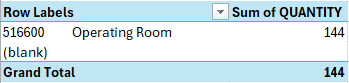 Row Labels Sum of QUANTITY
516600 Operating Room 144
(blank)
Grand Total 144